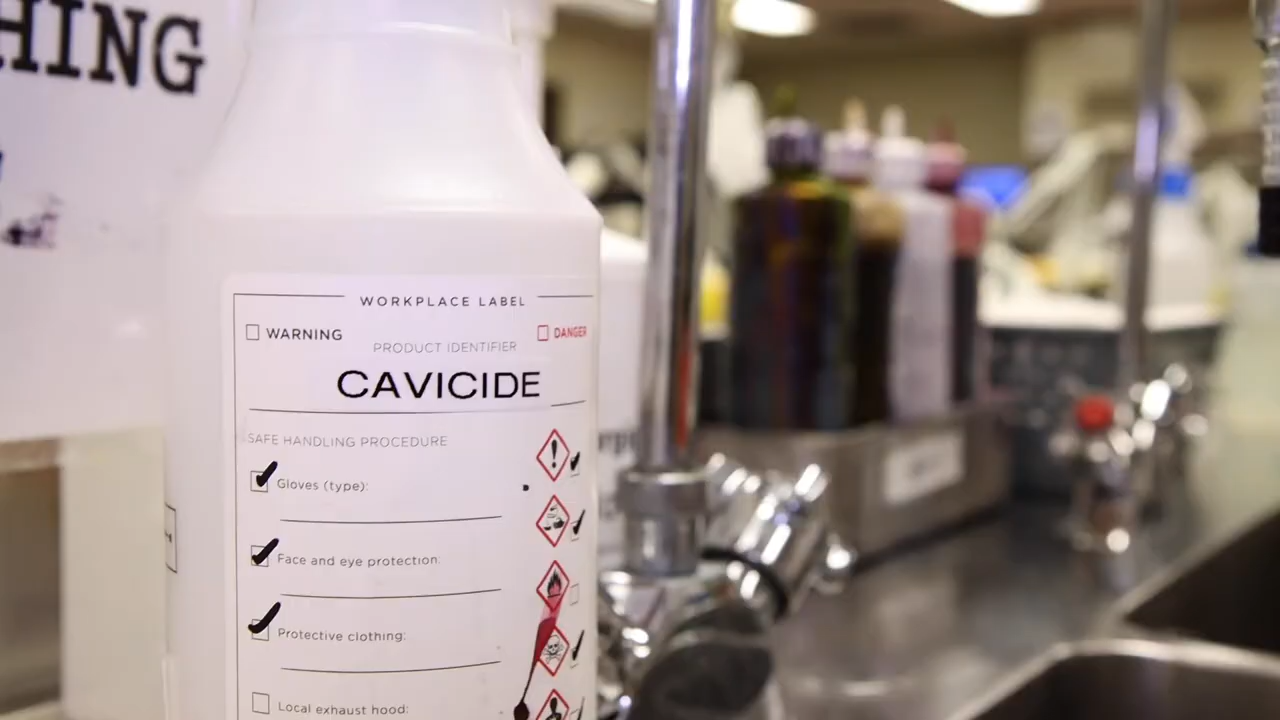 HING
WORKPLACE LABEL
WARNING
DANGER
PRODUCT IDENTIFIER
CAVICIDE
SAFE HANDLING PROCEDURE
Gloves (type):
Face and eye protection:
Protective clothing:
Local exhaust hood: